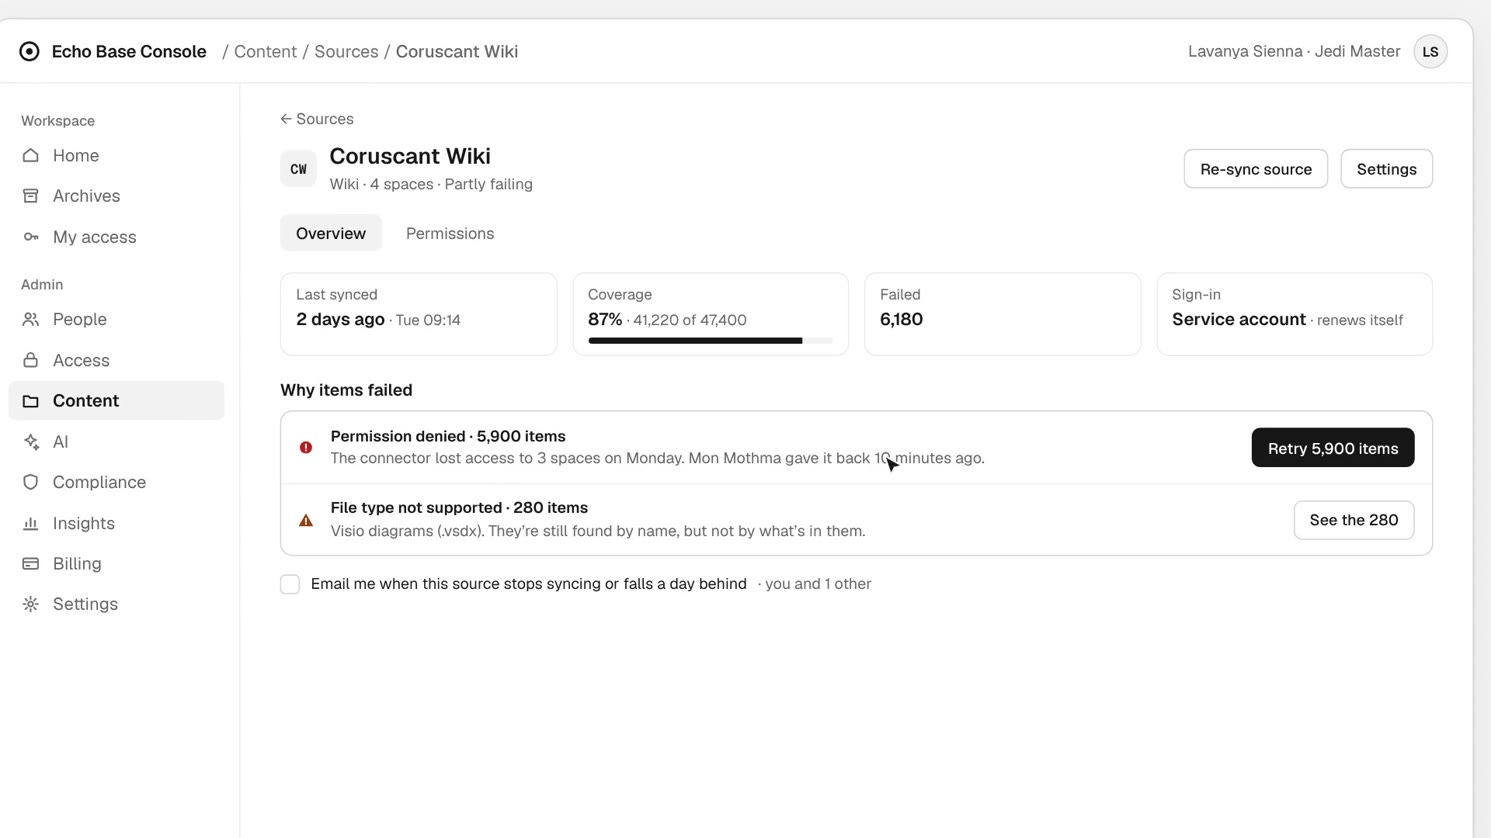 Echo Base Console / Content / Sources / Coruscant Wiki
Lavanya Sienna · Jedi Master LS
Workspace
Home
Archives
My access
Admin
People
Access
Content
AI
Compliance
Insights
Billing
Settings
← Sources
CW
Coruscant Wiki
Wiki · 4 spaces · Partly failing
Re-sync source
Settings
Overview
Permissions
Last synced
2 days ago · Tue 09:14
Coverage
87% · 41,220 of 47,400
Failed
6,180
Sign-in
Service account · renews itself
Why items failed
Permission denied · 5,900 items
The connector lost access to 3 spaces on Monday. Mon Mothma gave it back 10 minutes ago.
Retry 5,900 items
File type not supported · 280 items
Visio diagrams (.vsdx). They’re still found by name, but not by what’s in them.
See the 280
Email me when this source stops syncing or falls a day behind · you and 1 other